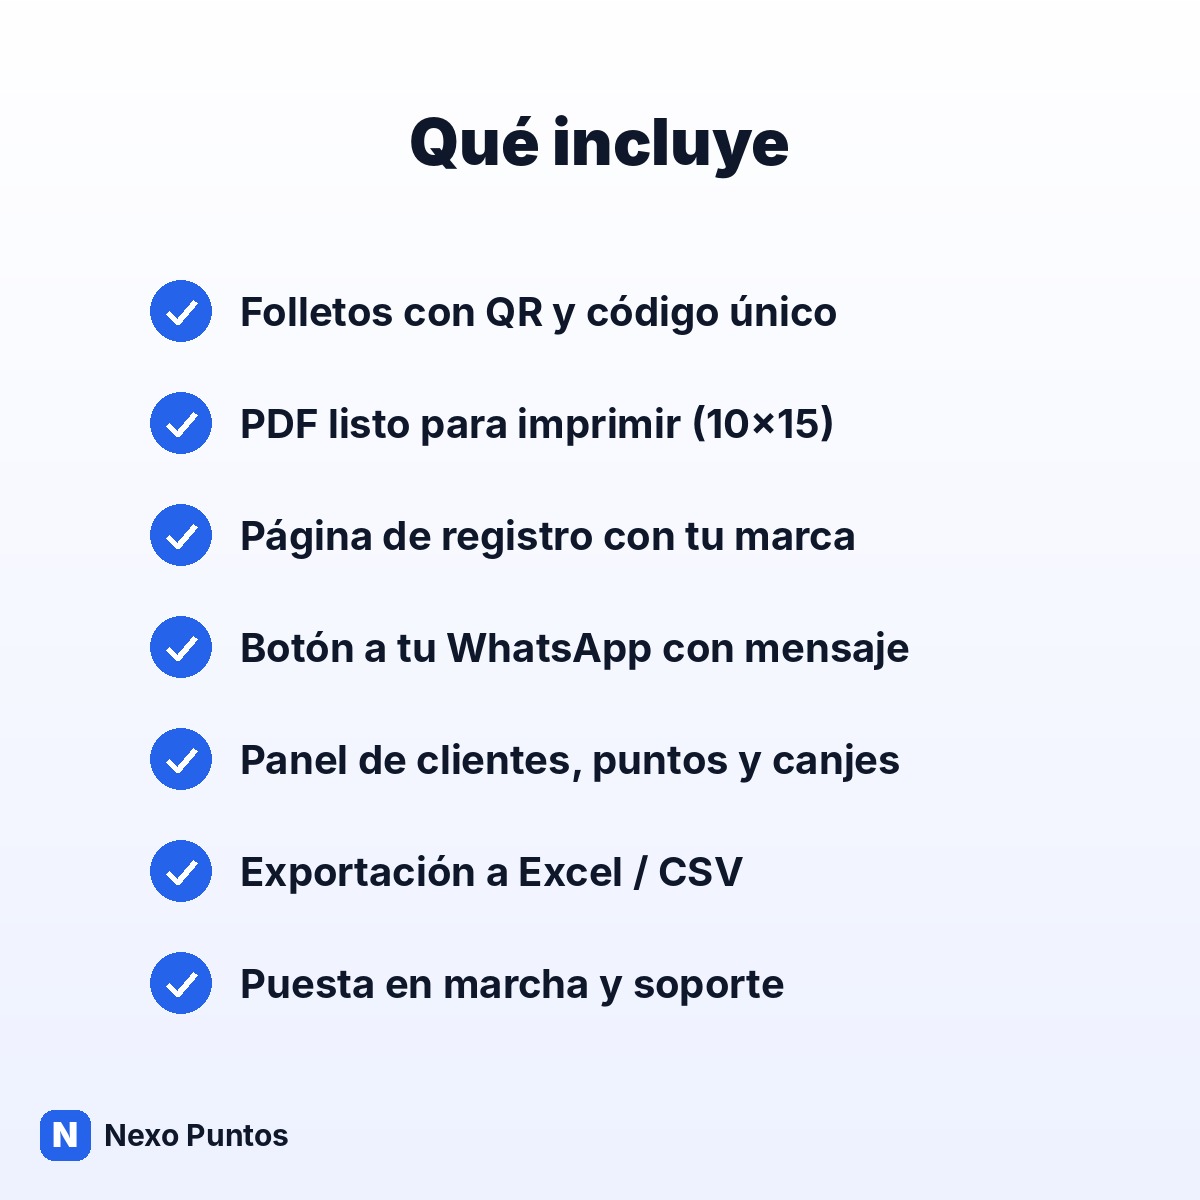 Qué incluye
Folletos con QR y código único
PDF listo para imprimir (10×15)
Página de registro con tu marca
Botón a tu WhatsApp con mensaje
Panel de clientes, puntos y canjes
Exportación a Excel / CSV
Puesta en marcha y soporte
N Nexo Puntos